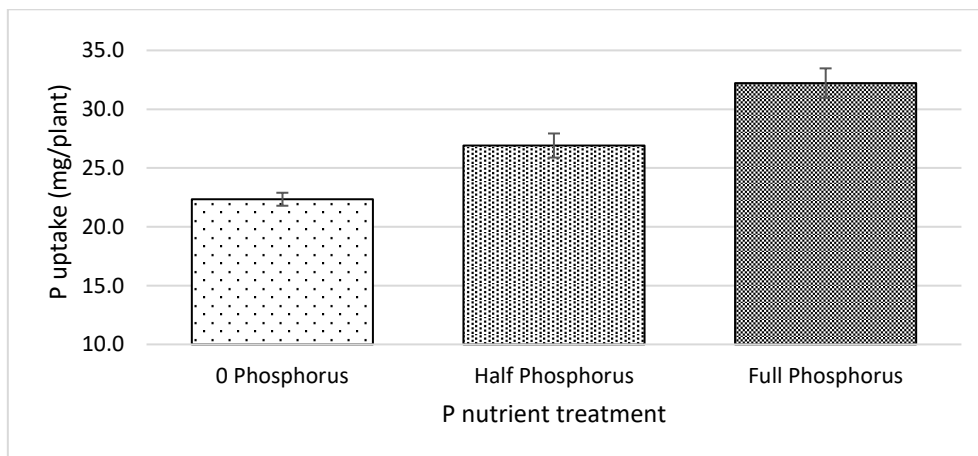 P uptake (mg/plant)
35.0
30.0
25.0
20.0
15.0
10.0
0 Phosphorus
Half Phosphorus
Full Phosphorus
P nutrient treatment